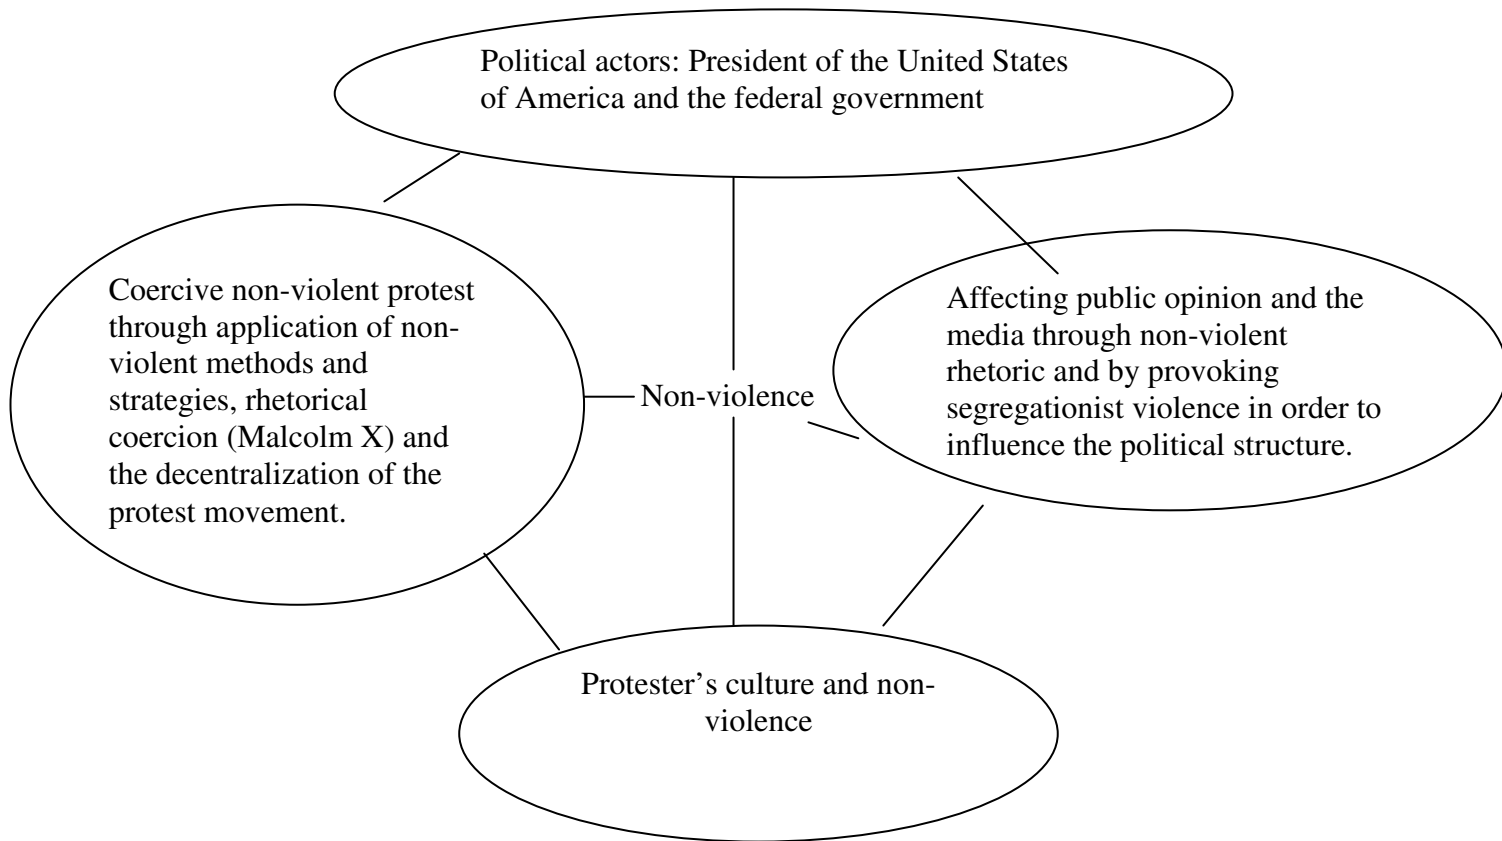 Political actors: President of the United States
of America and the federal government
Coercive non-violent protest
through application of non-
violent methods and
strategies, rhetorical
coercion (Malcolm X) and
the decentralization of the
protest movement.
Non-violence
Affecting public opinion and the
media through non-violent
rhetoric and by provoking
segregationist violence in order to
influence the political structure.
Protester’s culture and non-
violence